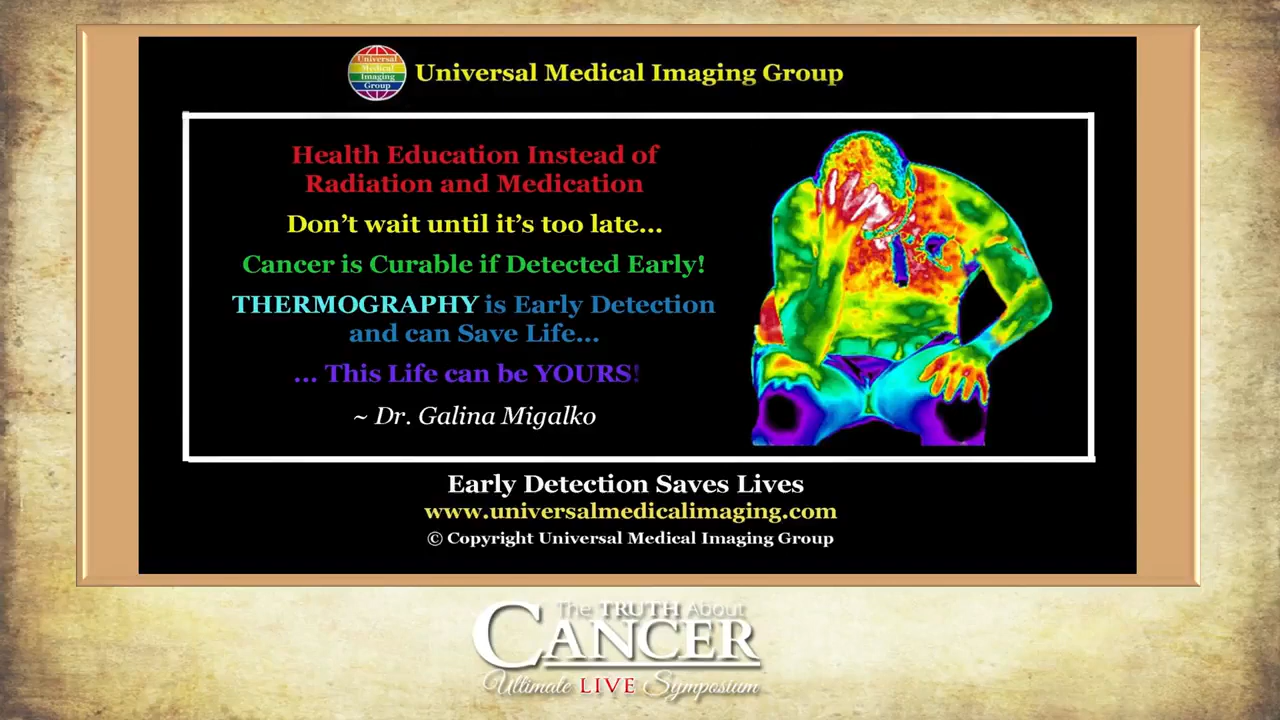 Universal
Medical
Imaging
Group
Universal Medical Imaging Group
Health Education Instead of
Radiation and Medication
Don't wait until it's too late...
Cancer is Curable if Detected Early!
THERMOGRAPHY is Early Detection
and can Save Life...
... This Life can be YOURS!
~ Dr. Galina Migalko
Early Detection Saves Lives
www.universalmedicalimaging.com
© Copyright Universal Medical Imaging Group
The TRUTH About
CANCER
Ultimate LIVE Symposium